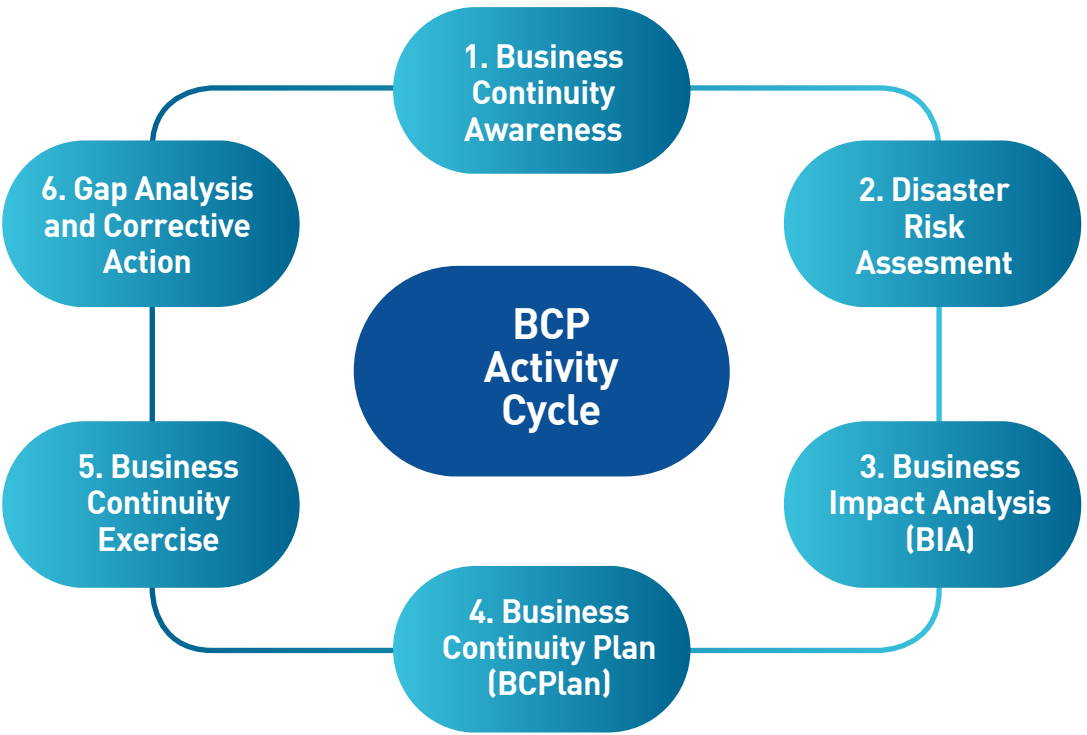 1. Business
Continuity
Awareness
2. Disaster
Risk
Assesment
3. Business
Impact Analysis
(BIA)
4. Business
Continuity Plan
(BCPlan)
5. Business
Continuity
Exercise
6. Gap Analysis
and Corrective
Action
BCP
Activity
Cycle